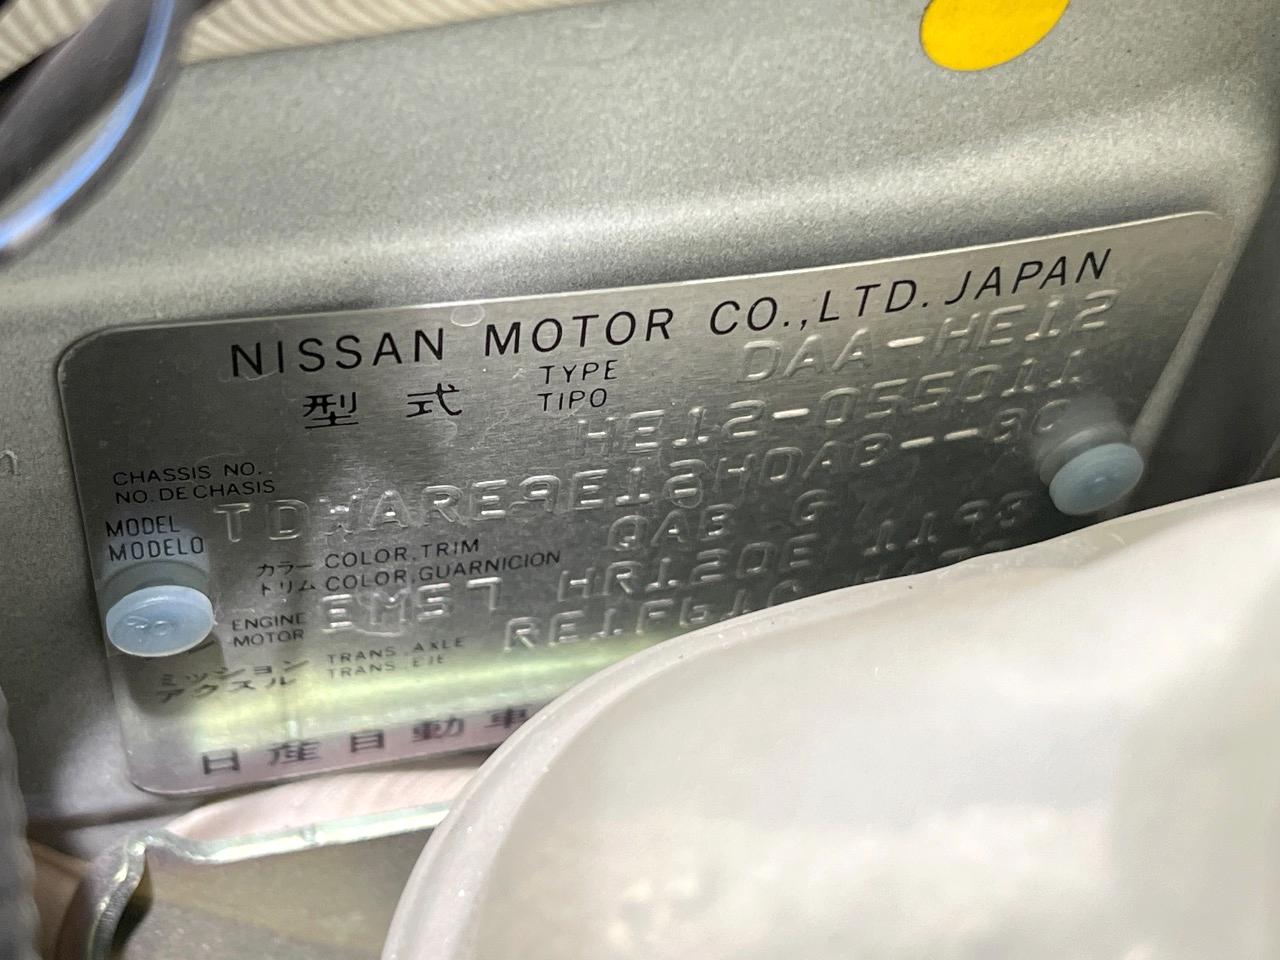 NISSAN MOTOR CO.,LTD. JAPAN
型式 TYPE TIPO DAA-HE12
CHASSIS NO. NO. DE CHASIS HE12-055011
MODEL MODELO
カラー トリム COLOR,TRIM COLOR,GUARNICION QAB G
ENGINE MOTOR EM57 HR12DE 1198
ミッション アクスル TRANS. AXLE TRANS. EJE
日産自動車